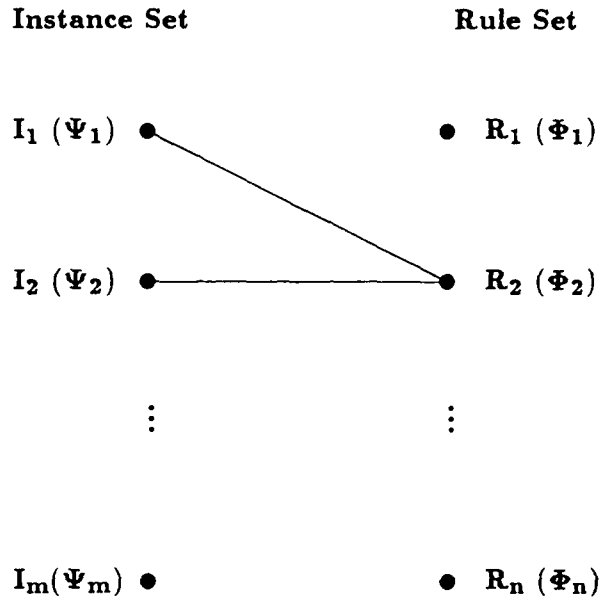 Instance Set Rule Set
I₁ (Ψ₁) R₁ (Φ₁)
I₂ (Ψ₂) R₂ (Φ₂)
⋮ ⋮
Iₘ(Ψₘ) Rₙ (Φₙ)